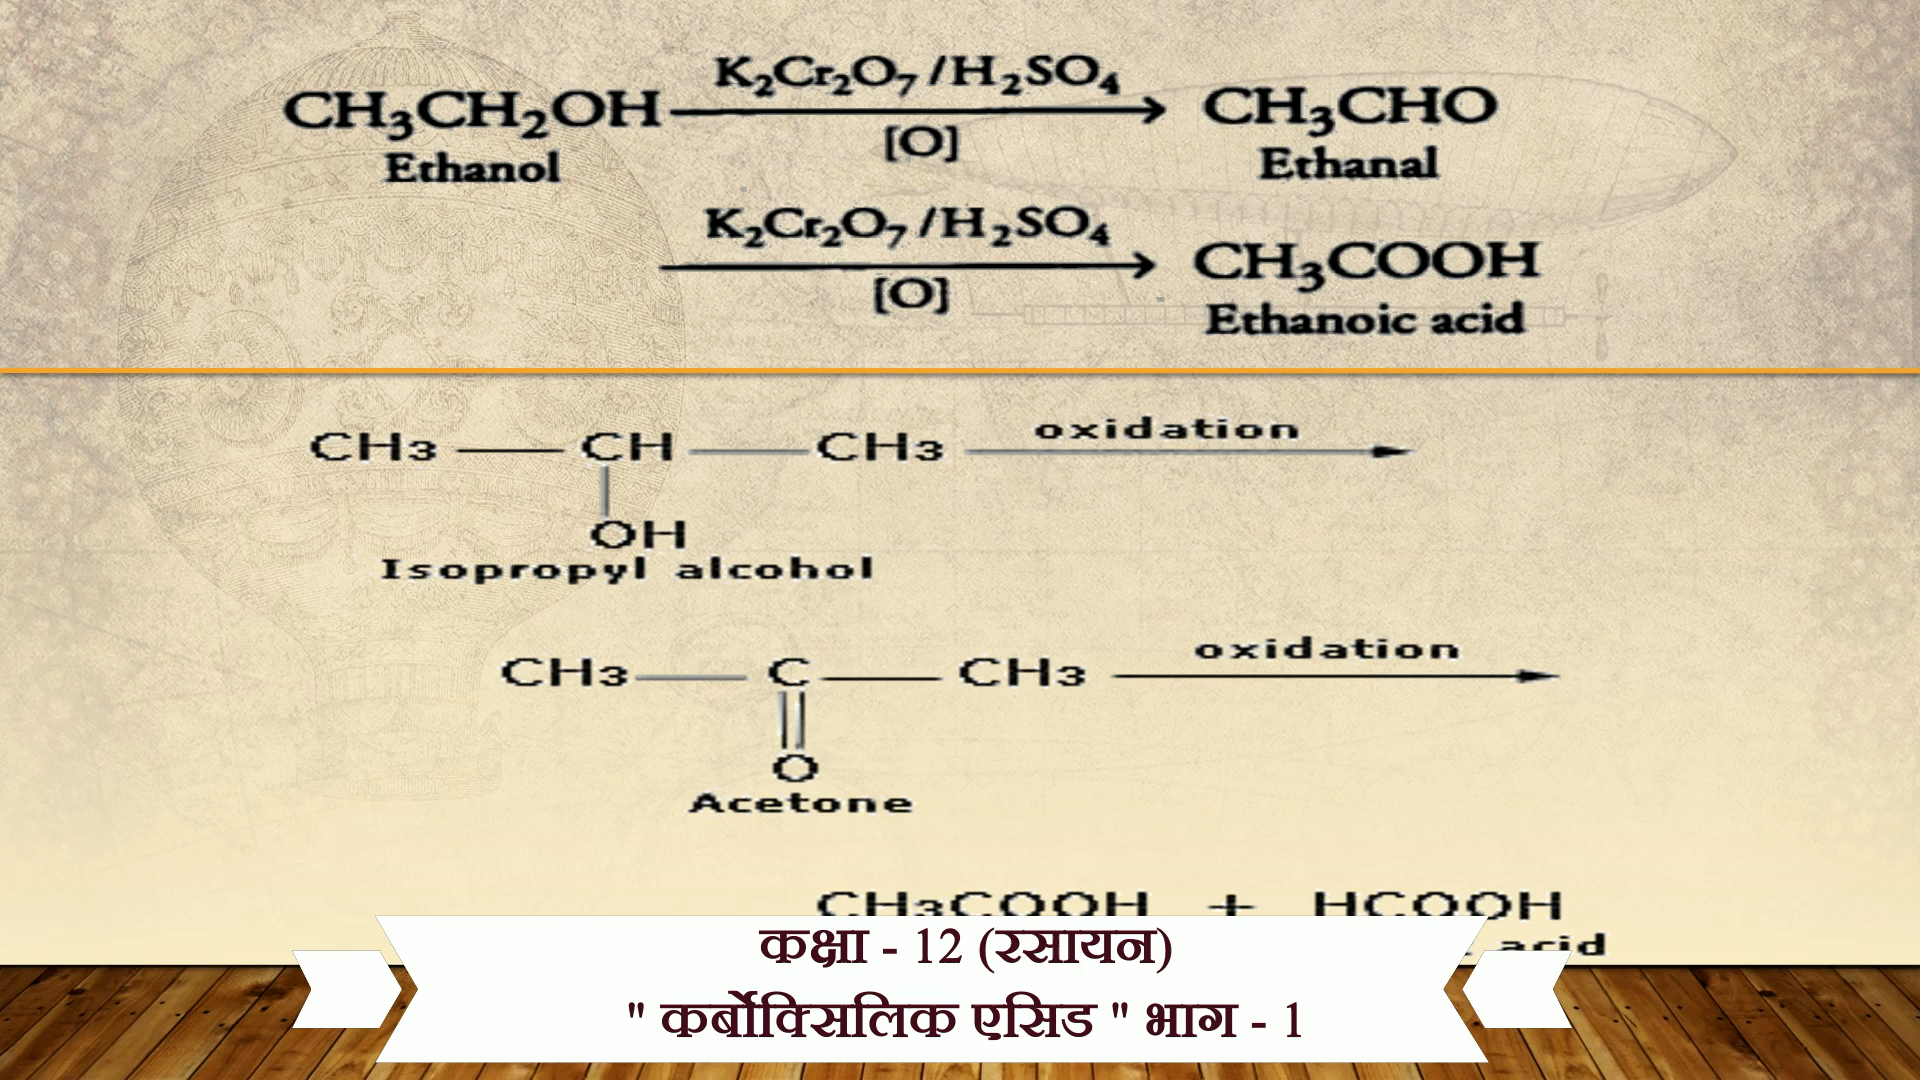 K₂Cr₂O₇ /H₂SO₄
CH₃CH₂OH → CH₃CHO
[O]
Ethanol Ethanal
K₂Cr₂O₇ /H₂SO₄
→ CH₃COOH
[O]
Ethanoic acid
oxidation
CH3 — CH — CH3 →
OH
Isopropyl alcohol
oxidation
CH3 — C — CH3 →
O
Acetone
CH3COOH + HCOOH
acid
कक्षा - 12 (रसायन)
" कर्बोक्सिलिक एसिड " भाग - 1